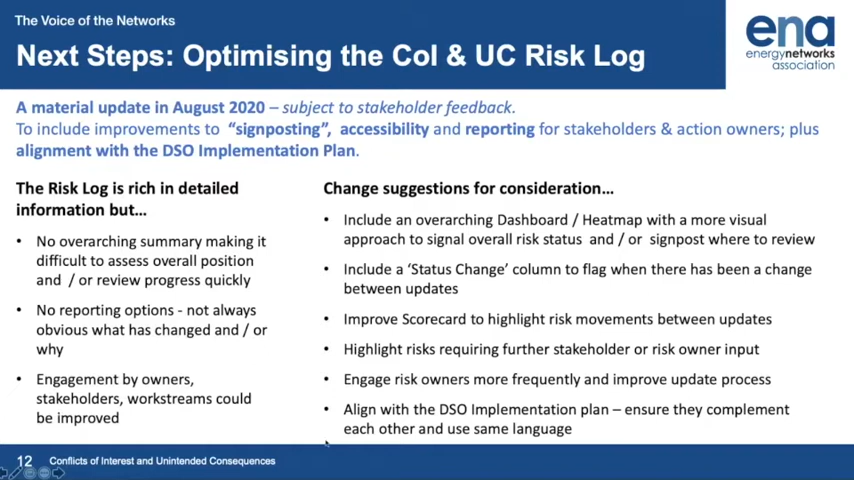 The Voice of the Networks
Next Steps: Optimising the CoI & UC Risk Log
ena
energynetworks
association
A material update in August 2020 – subject to stakeholder feedback.
To include improvements to “signposting”, accessibility and reporting for stakeholders & action owners; plus
alignment with the DSO Implementation Plan.
The Risk Log is rich in detailed
information but…
• No overarching summary making it
difficult to assess overall position
and / or review progress quickly
• No reporting options - not always
obvious what has changed and / or
why
• Engagement by owners,
stakeholders, workstreams could
be improved
Change suggestions for consideration…
• Include an overarching Dashboard / Heatmap with a more visual
approach to signal overall risk status and / or signpost where to review
• Include a ‘Status Change’ column to flag when there has been a change
between updates
• Improve Scorecard to highlight risk movements between updates
• Highlight risks requiring further stakeholder or risk owner input
• Engage risk owners more frequently and improve update process
• Align with the DSO Implementation plan – ensure they complement
each other and use same language
12 Conflicts of Interest and Unintended Consequences